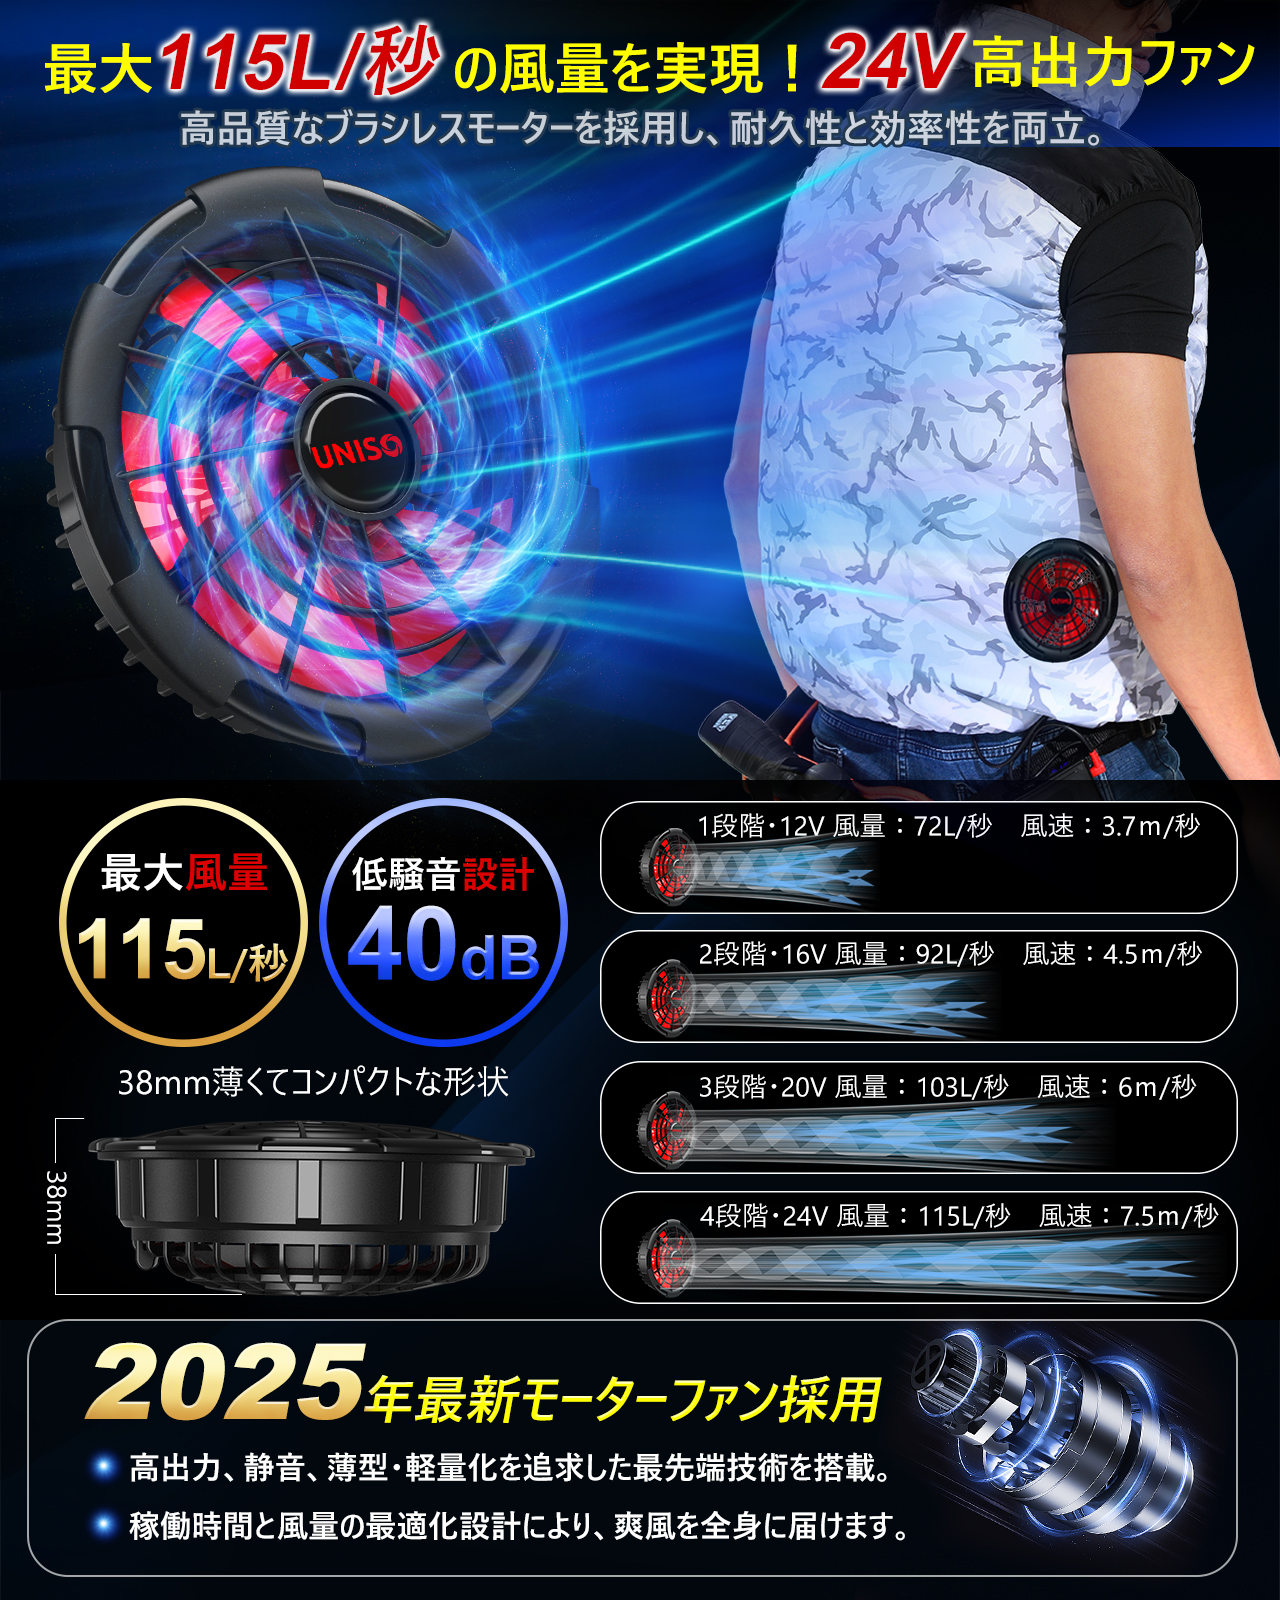 最大115L/秒の風量を実現！24V高出力ファン
高品質なブラシレスモーターを採用し、耐久性と効率性を両立。
UNISO
最大風量
115L/秒
低騒音設計
40dB
38mm薄くてコンパクトな形状
38mm
1段階･12V 風量：72L/秒　風速：3.7m/秒
2段階･16V 風量：92L/秒　風速：4.5m/秒
3段階･20V 風量：103L/秒　風速：6m/秒
4段階･24V 風量：115L/秒　風速：7.5m/秒
2025年最新モーターファン採用
高出力、静音、薄型･軽量化を追求した最先端技術を搭載。
稼働時間と風量の最適化設計により、爽風を全身に届けます。